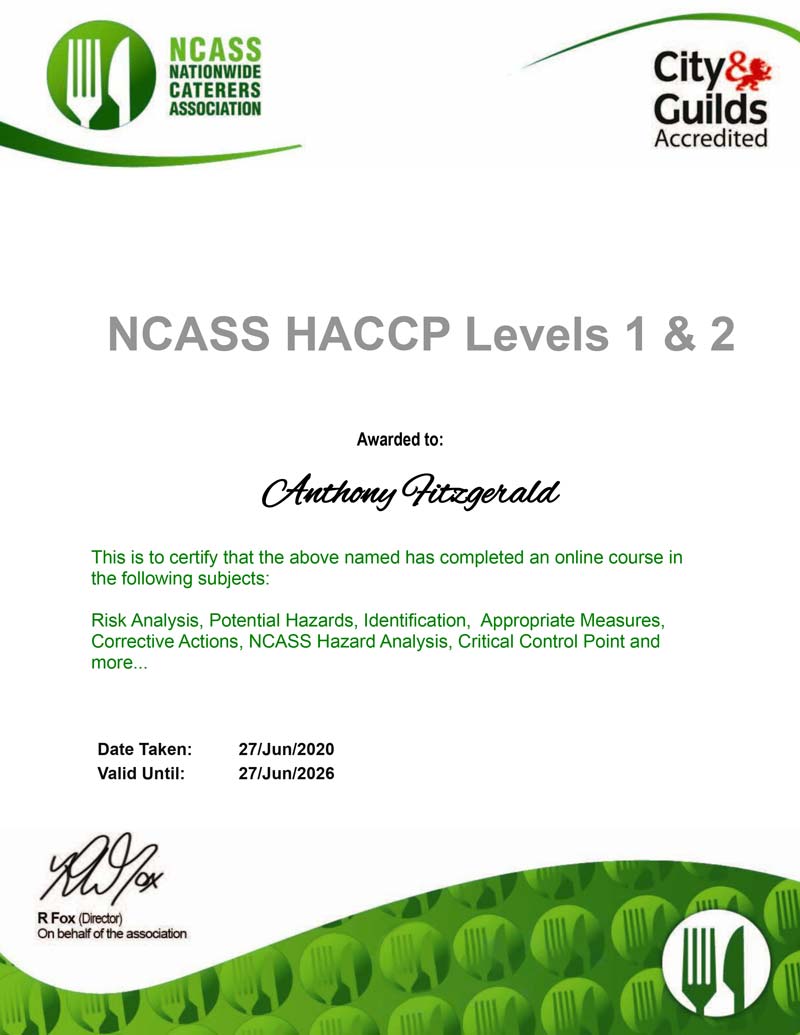 NCASS
NATIONWIDE
CATERERS
ASSOCIATION
City&
Guilds
Accredited
NCASS HACCP Levels 1 & 2
Awarded to:
Anthony Fitzgerald
This is to certify that the above named has completed an online course in
the following subjects:
Risk Analysis, Potential Hazards, Identification,  Appropriate Measures,
Corrective Actions, NCASS Hazard Analysis, Critical Control Point and
more...
Date Taken: 27/Jun/2020
Valid Until: 27/Jun/2026
R Fox
R Fox (Director)
On behalf of the association